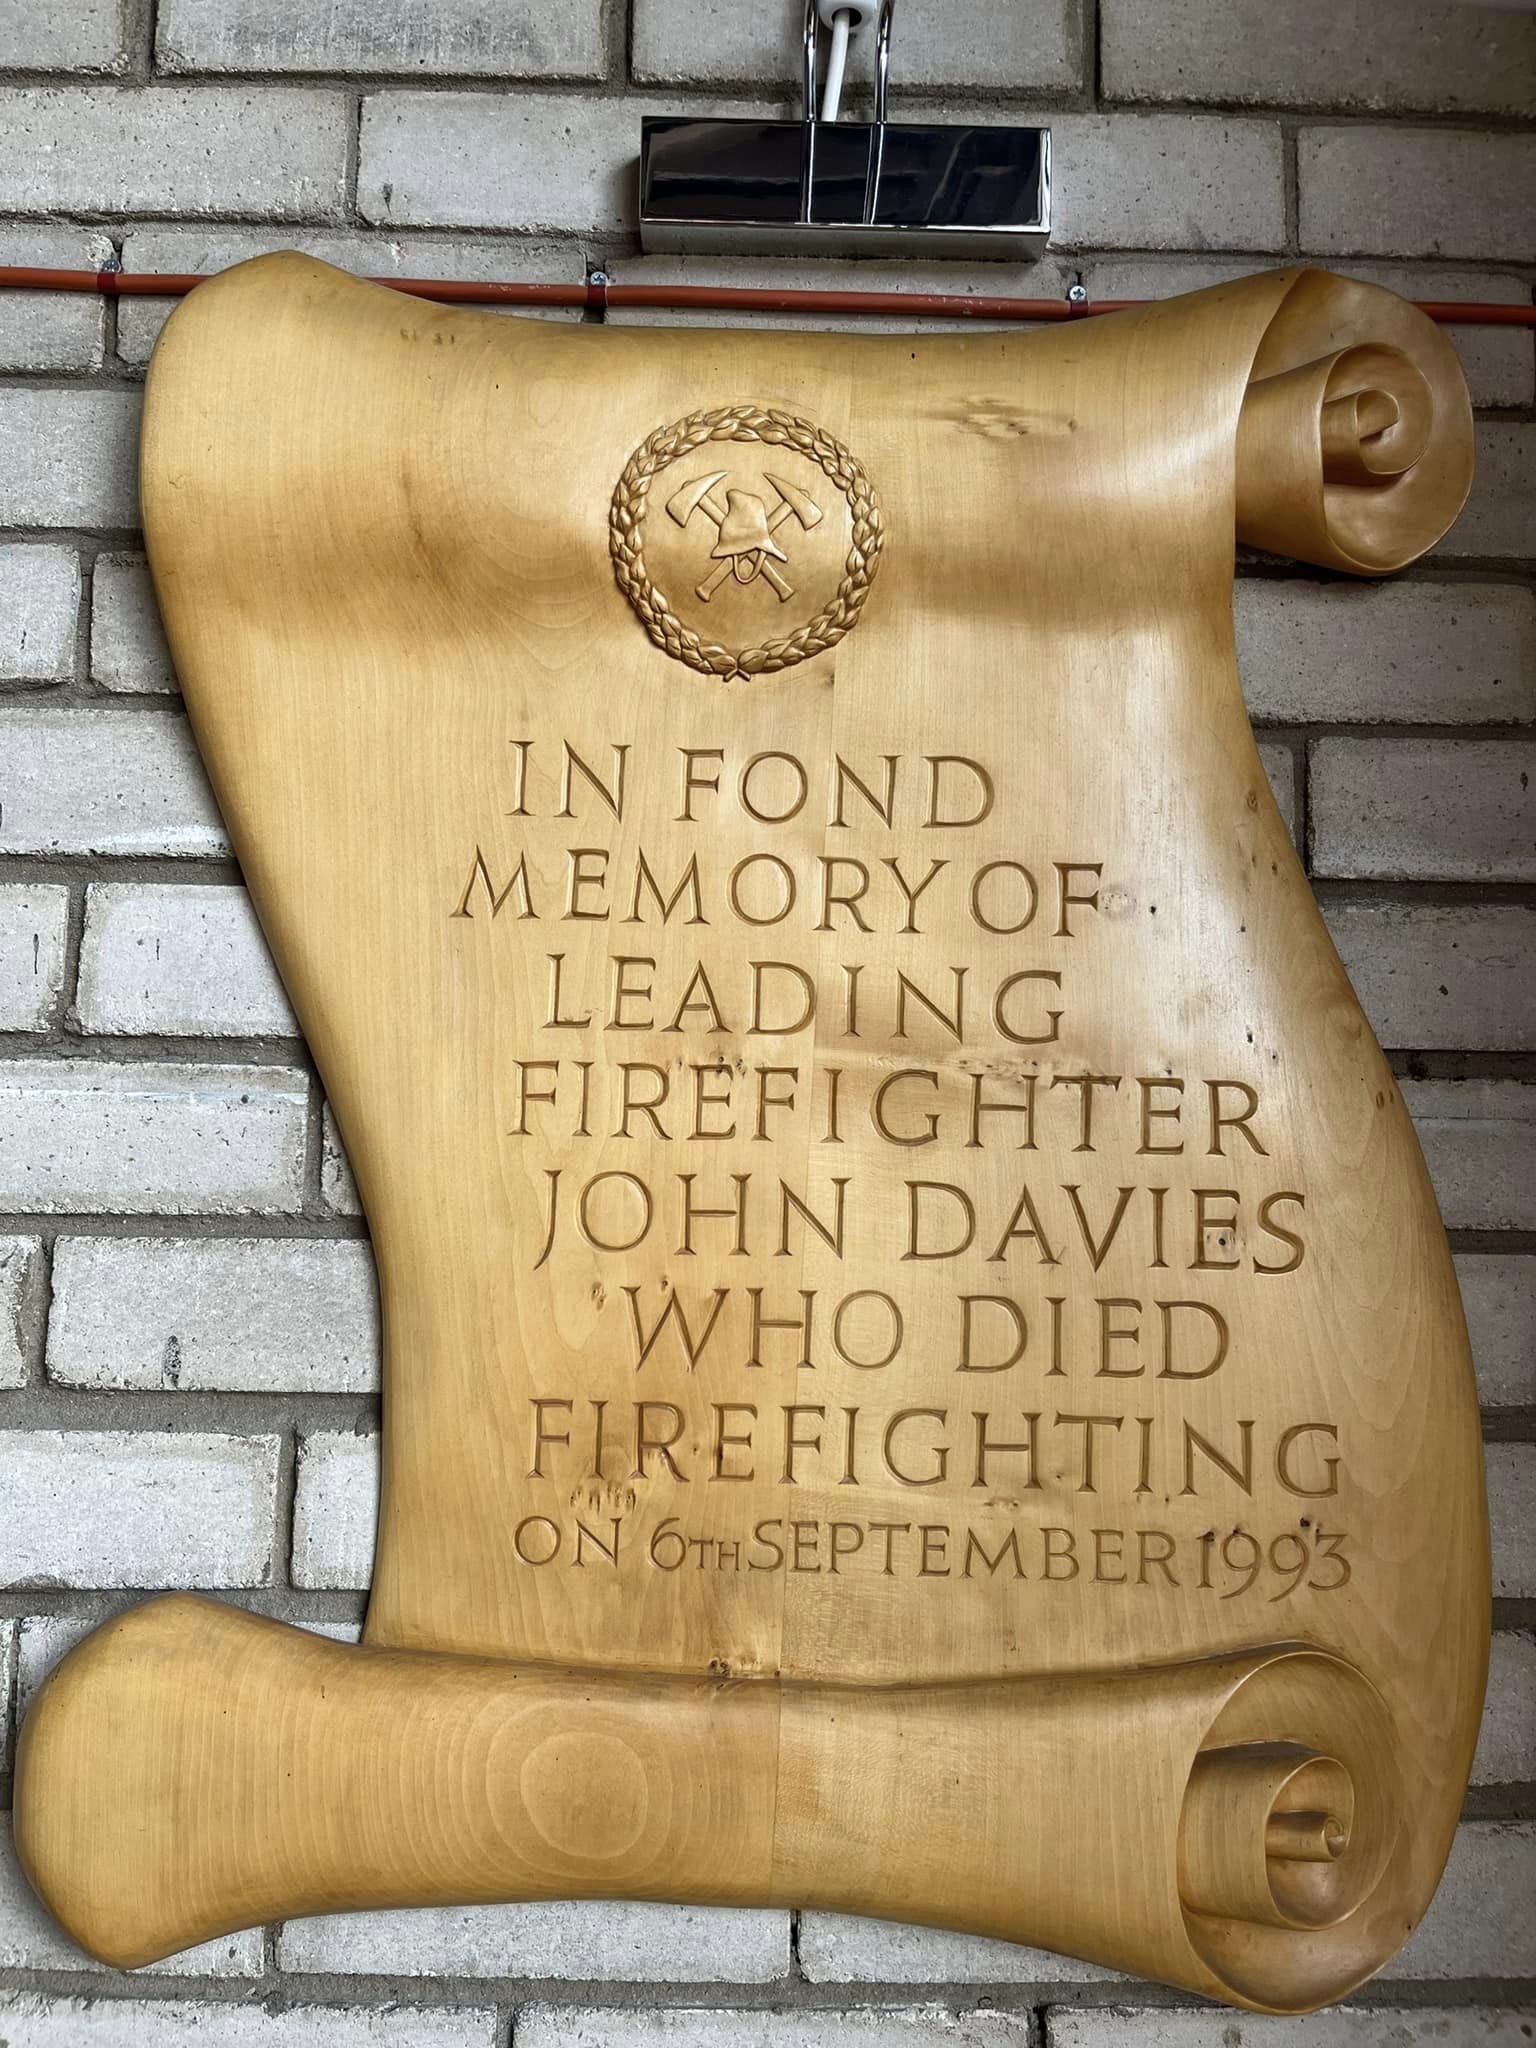 IN FOND
MEMORY OF
LEADING
FIREFIGHTER
JOHN DAVIES
WHO DIED
FIREFIGHTING
ON 6TH SEPTEMBER 1993